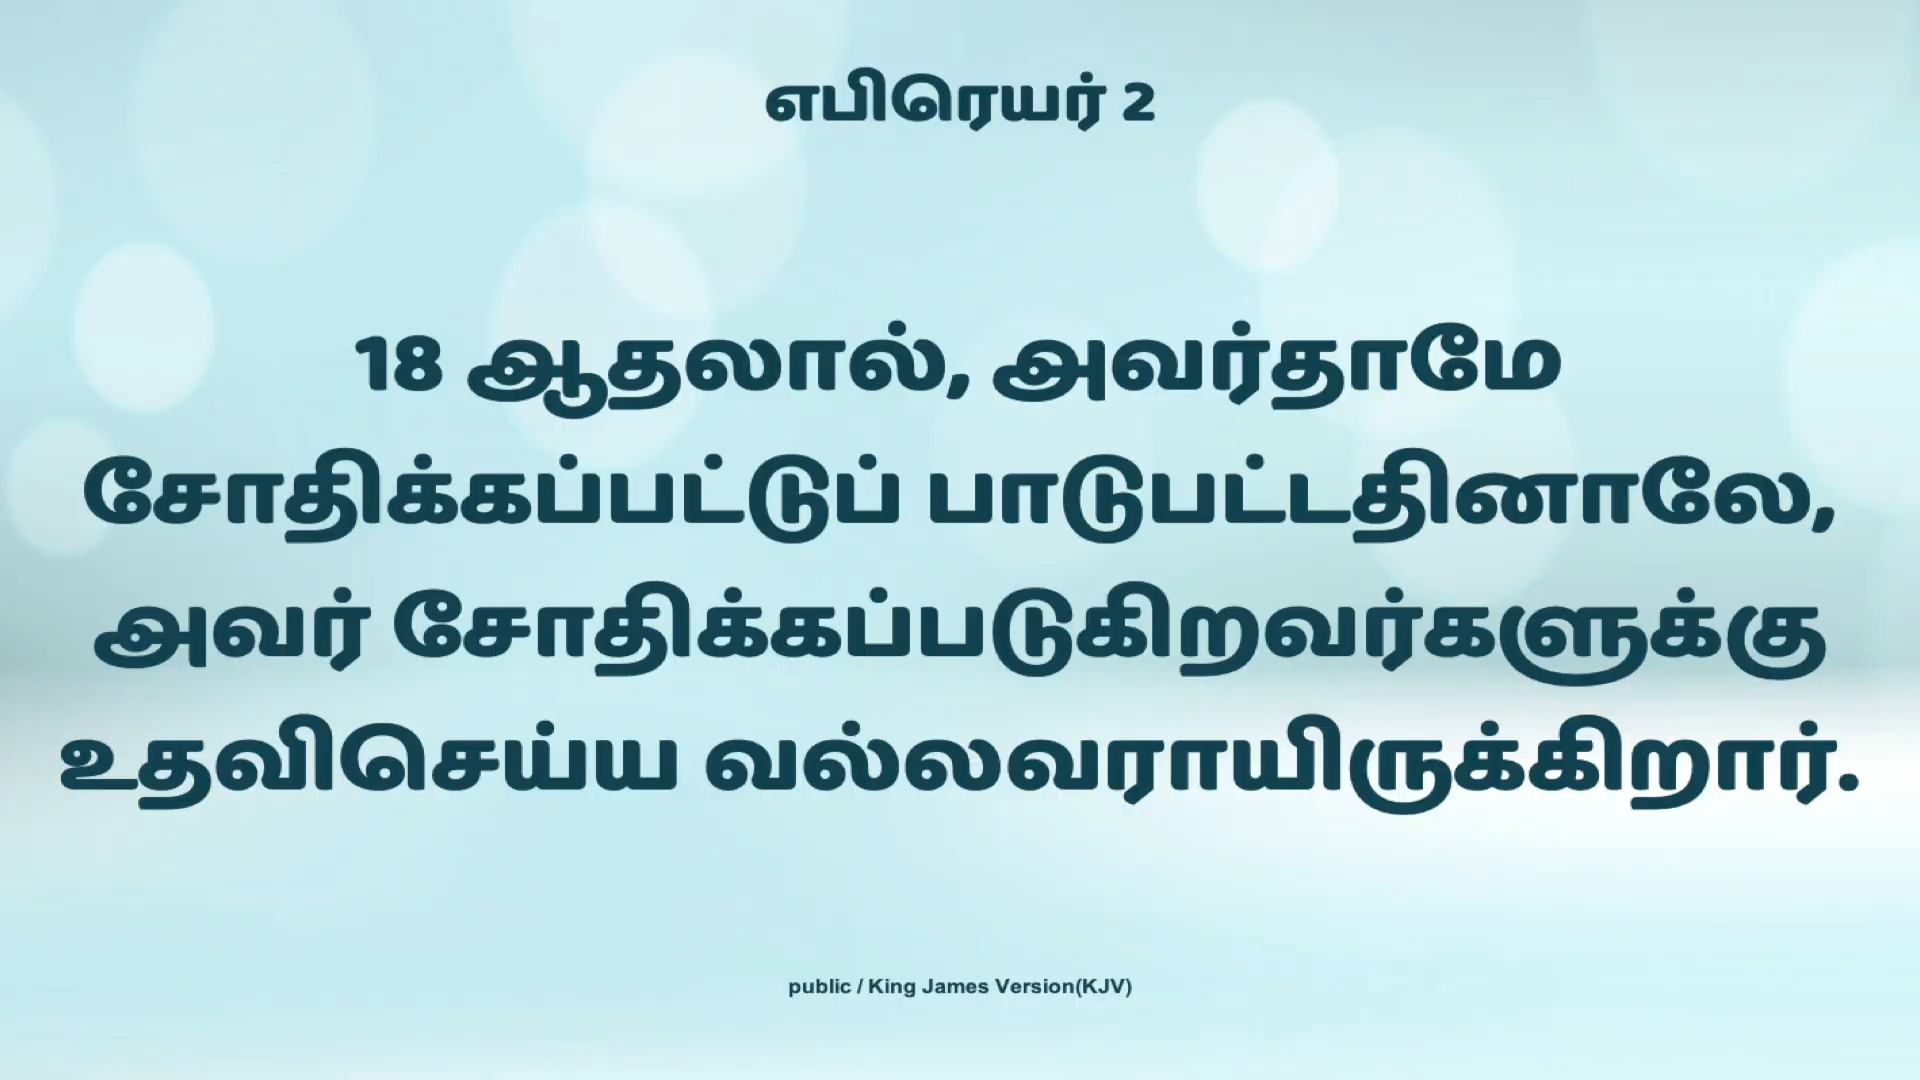 எபிரெயர் 2
18 ஆதலால், அவர்தாமே
சோதிக்கப்பட்டுப் பாடுபட்டதினாலே,
அவர் சோதிக்கப்படுகிறவர்களுக்கு
உதவிசெய்ய வல்லவராயிருக்கிறார்.
public / King James Version(KJV)